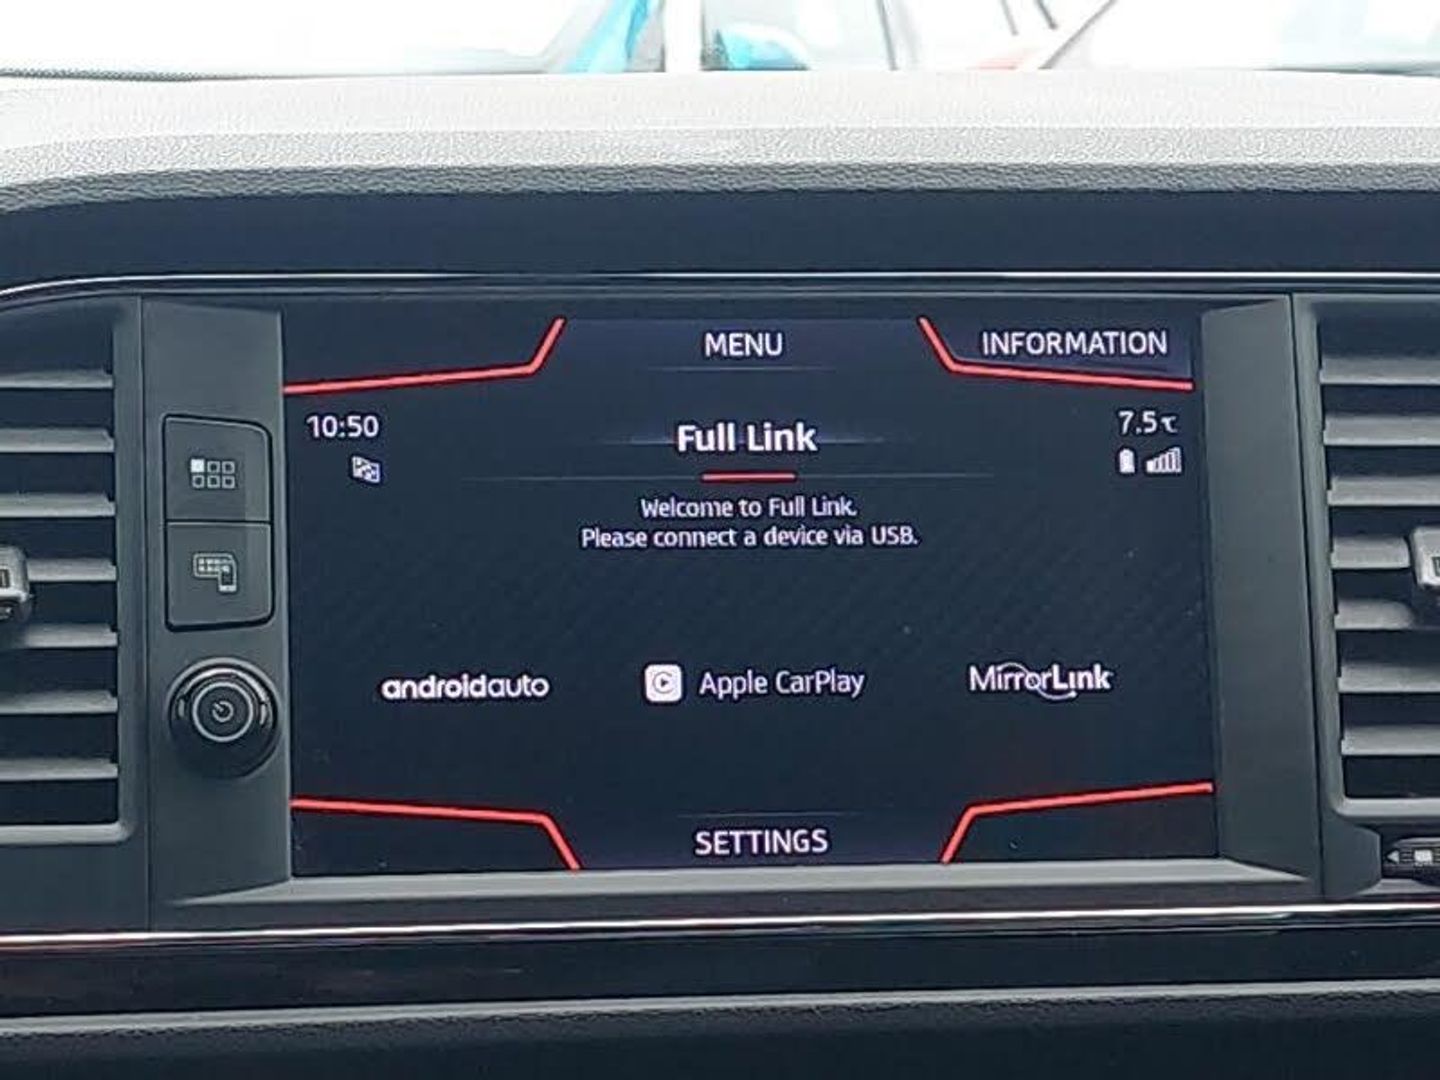 MENU
INFORMATION
10:50
7.5°C
Full Link
Welcome to Full Link.
Please connect a device via USB.
androidauto
Apple CarPlay
MirrorLink
SETTINGS